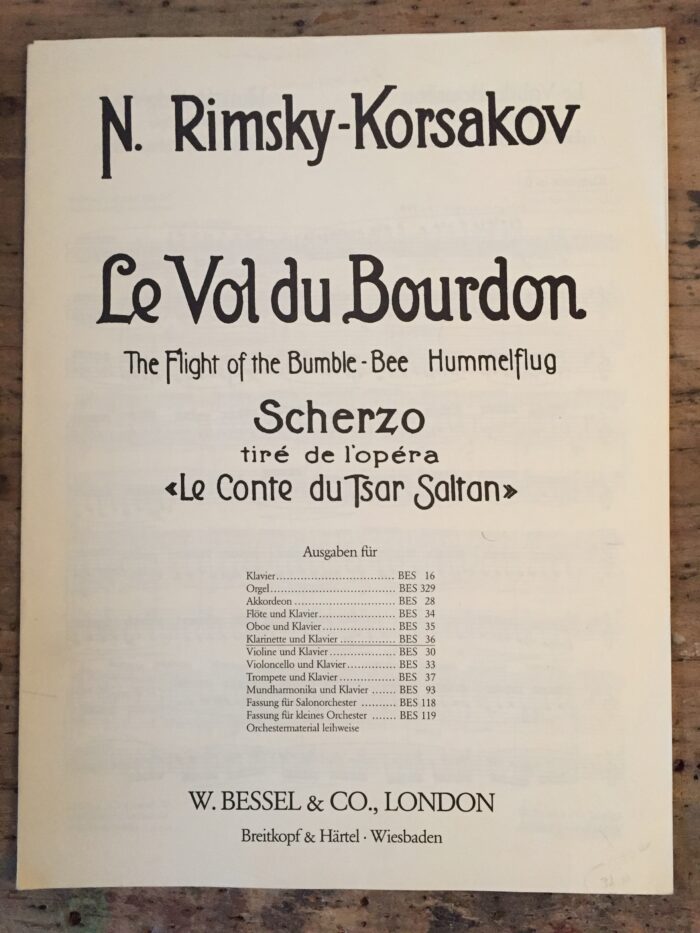 N. Rimsky-Korsakov
Le Vol du Bourdon
The Flight of the Bumble-Bee Hummelflug
Scherzo
tiré de l'opéra
«Le Conte du Tsar Saltan»
Ausgaben für
Klavier.................................. BES 16
Orgel.................................... BES 329
Akkordeon ............................. BES 28
Flöte und Klavier...................... BES 34
Oboe und Klavier..................... BES 35
Klarinette und Klavier ................ BES 36
Violine und Klavier................... BES 30
Violoncello und Klavier.............. BES 33
Trompete und Klavier................ BES 37
Mundharmonika und Klavier ...... BES 93
Fassung für Salonorchester .......... BES 118
Fassung für kleines Orchester ....... BES 119
Orchestermaterial leihweise
W. BESSEL & CO., LONDON
Breitkopf & Härtel · Wiesbaden